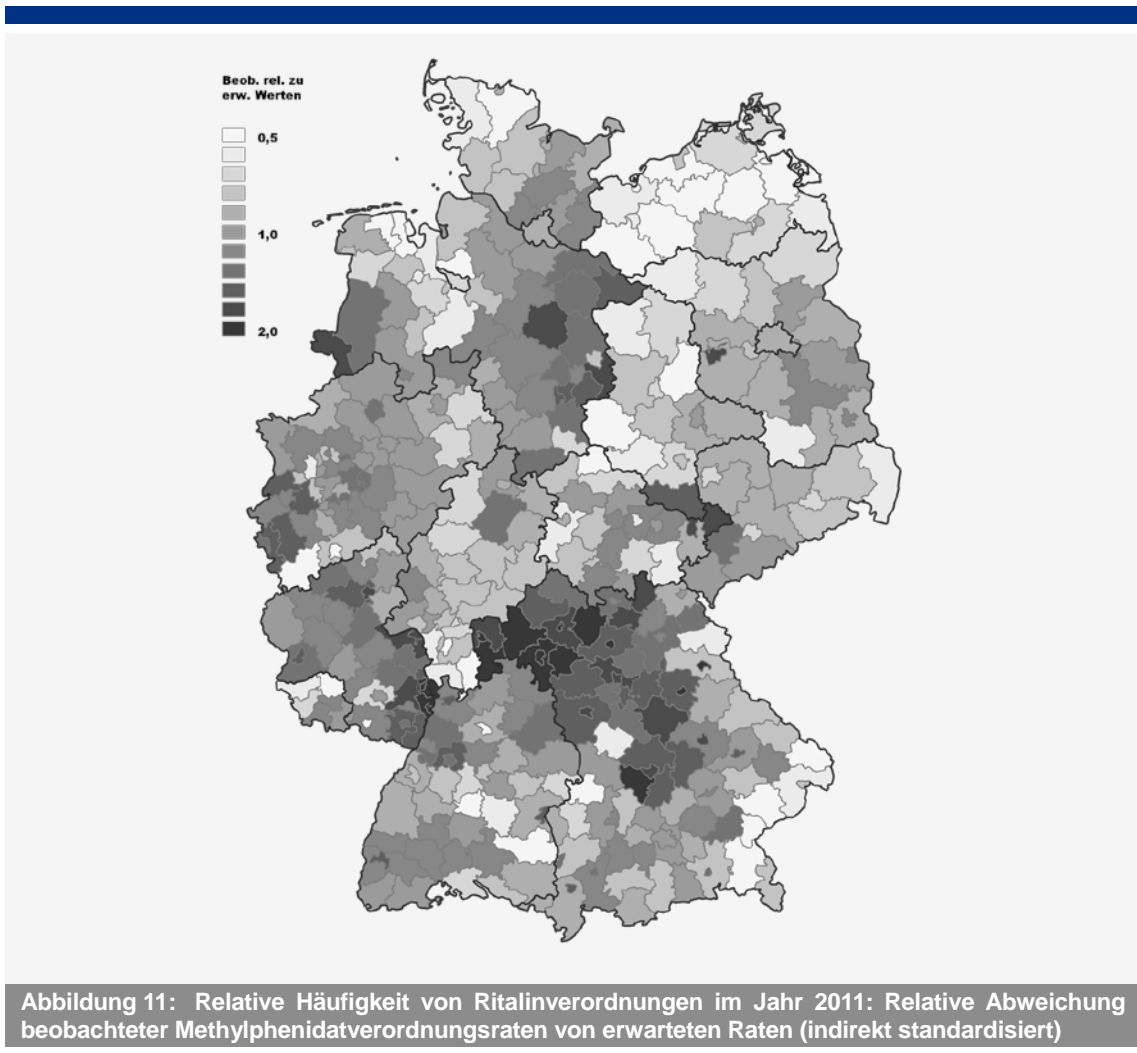 Beob. rel. zu
erw. Werten
0,5
1,0
2,0
Abbildung 11: Relative Häufigkeit von Ritalinverordnungen im Jahr 2011: Relative Abweichung
beobachteter Methylphenidatverordnungsraten von erwarteten Raten (indirekt standardisiert)